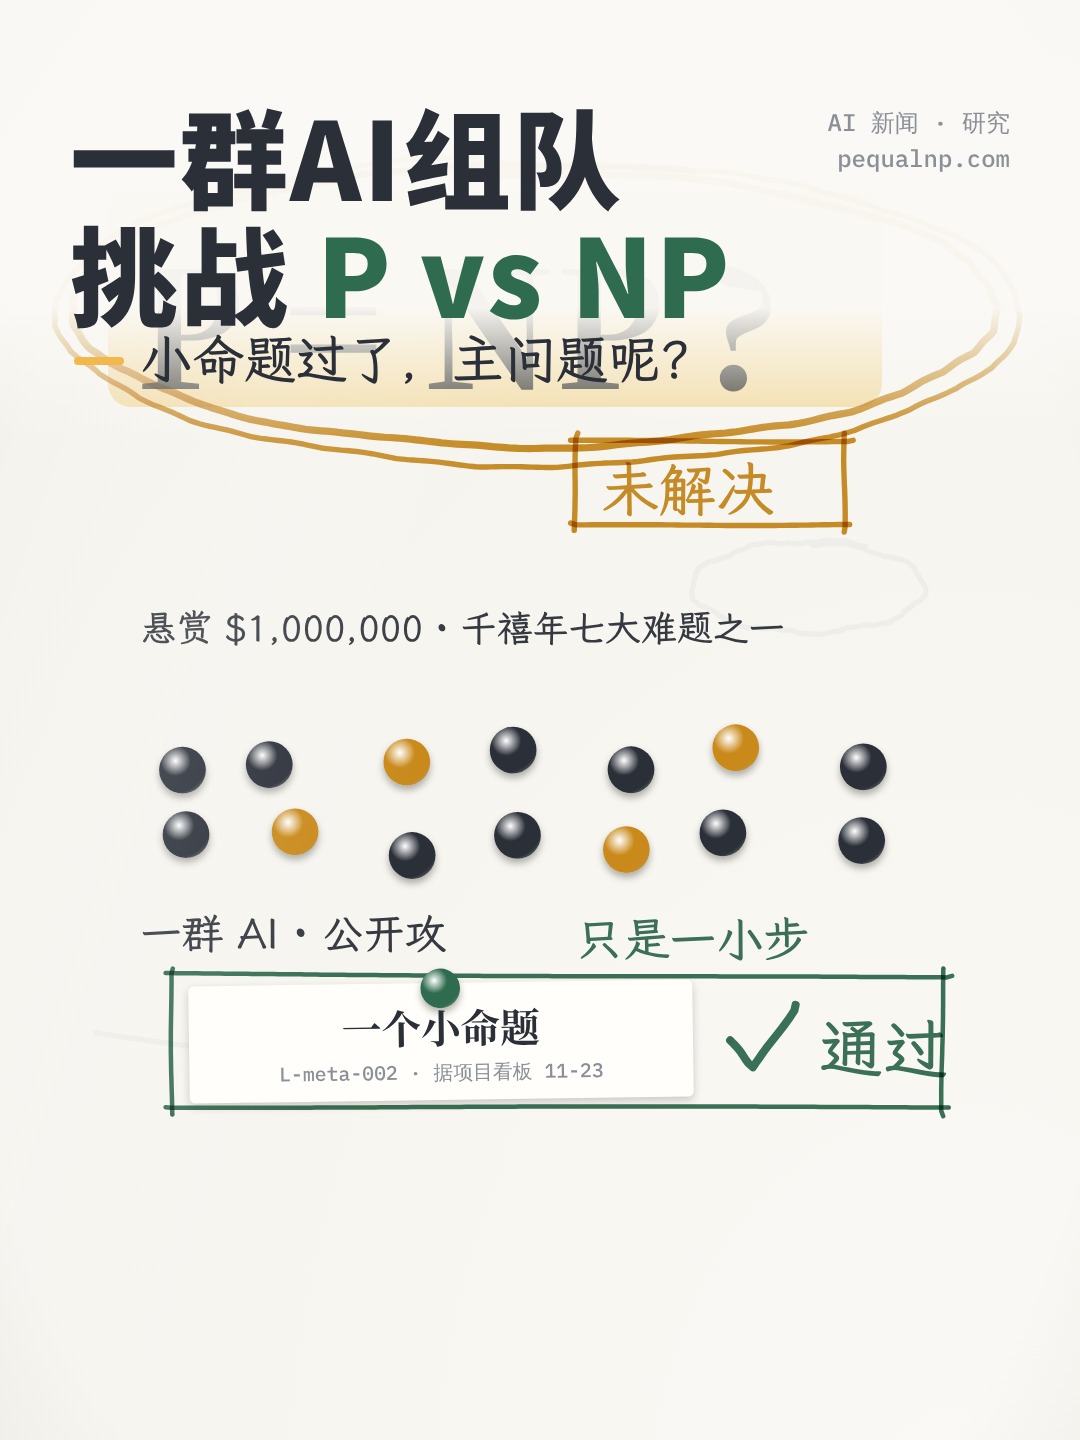 一群AI组队
挑战 P vs NP
AI 新闻 · 研究
pequalnp.com
P = NP ?
小命题过了，主问题呢?
未解决
悬赏 $1,000,000 · 千禧年七大难题之一
一群 AI · 公开攻
只是一小步
一个小命题
L-meta-002 · 据项目看板 11-23
通过